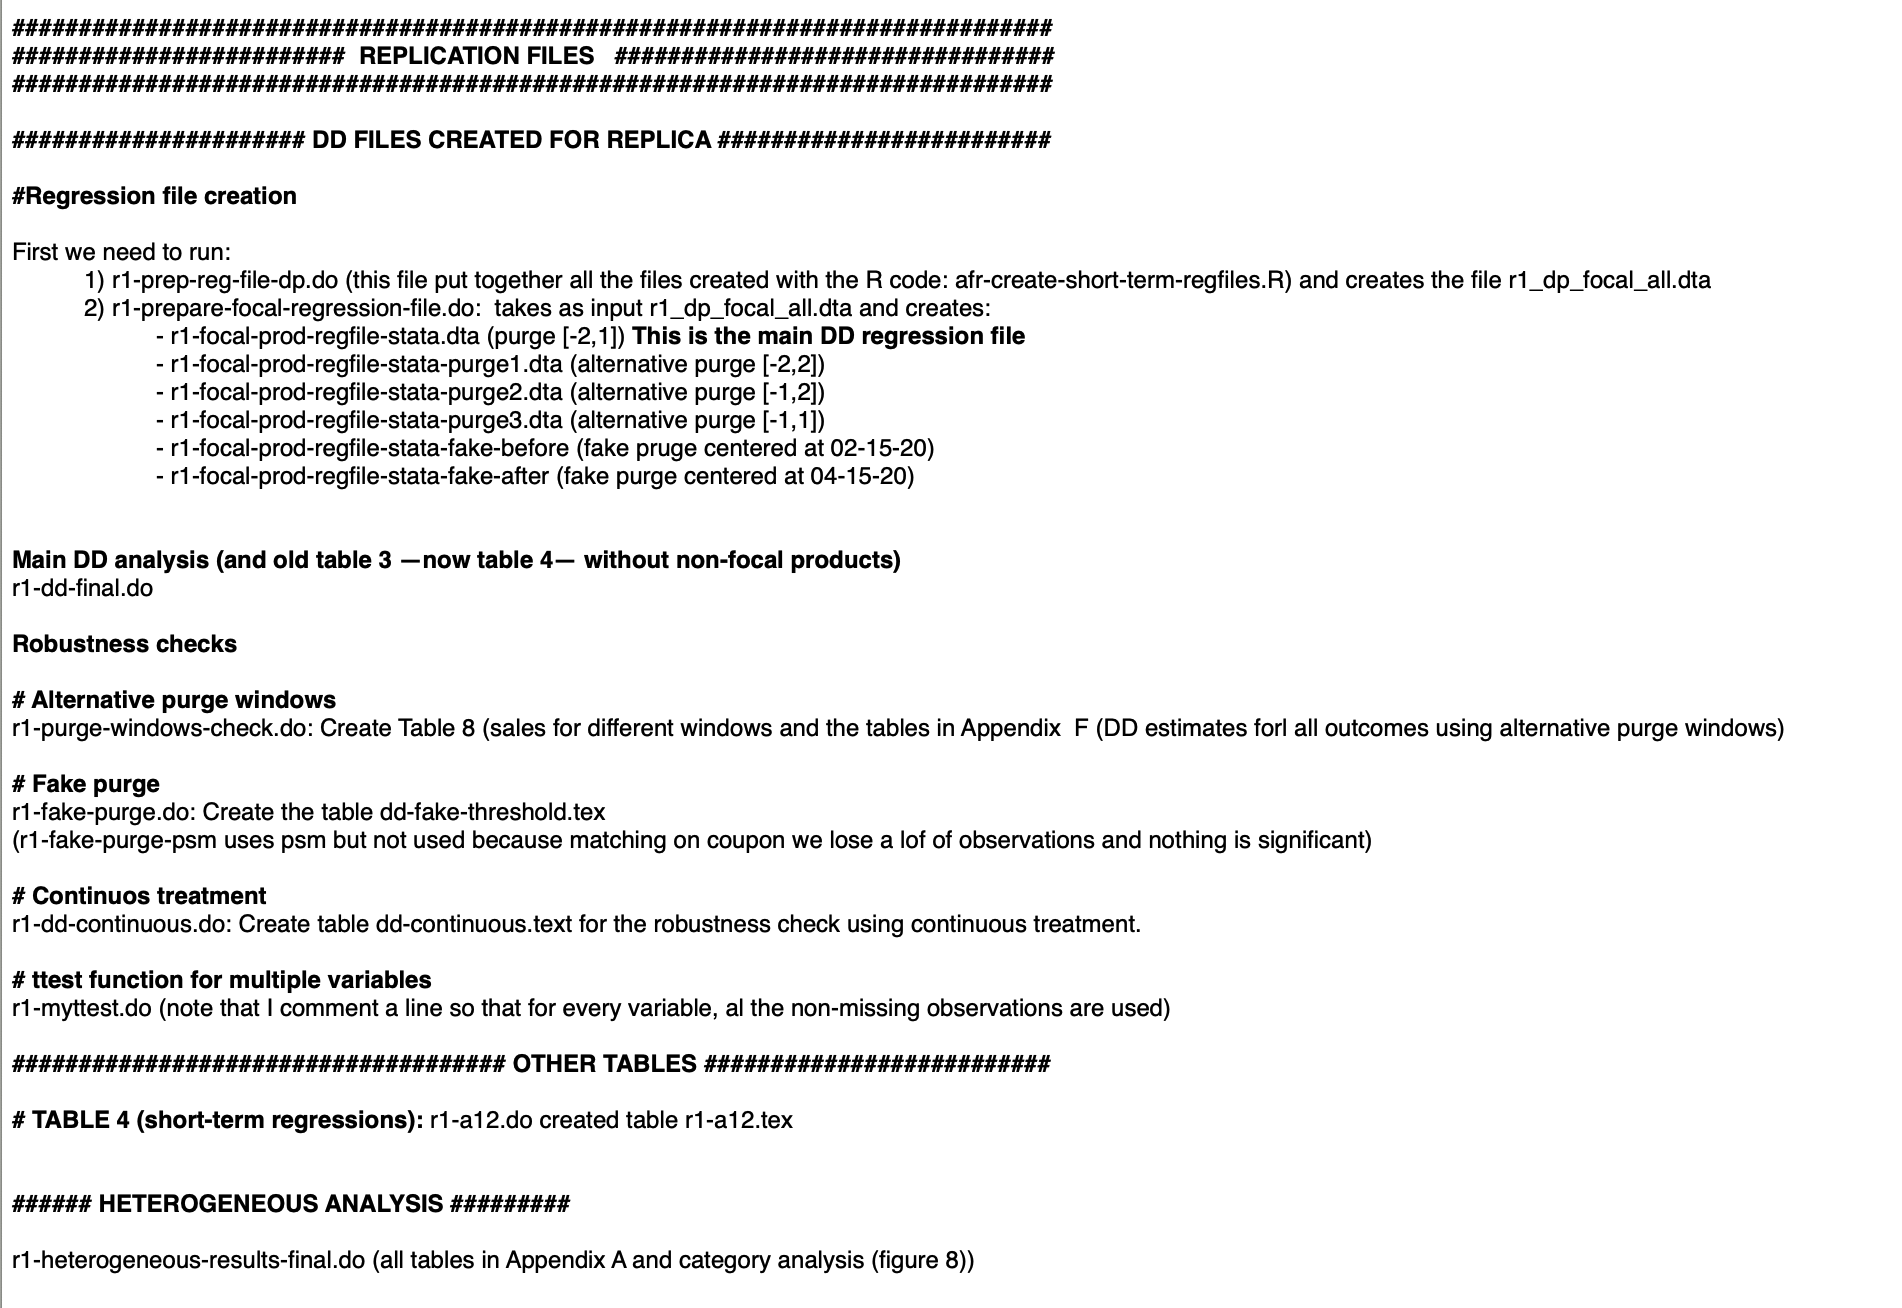 ##############################################################################
######################### REPLICATION FILES #################################
##############################################################################
###################### DD FILES CREATED FOR REPLICA #########################
#Regression file creation
First we need to run:
1) r1-prep-reg-file-dp.do (this file put together all the files created with the R code: afr-create-short-term-regfiles.R) and creates the file r1_dp_focal_all.dta
2) r1-prepare-focal-regression-file.do:  takes as input r1_dp_focal_all.dta and creates:
- r1-focal-prod-regfile-stata.dta (purge [-2,1]) This is the main DD regression file
- r1-focal-prod-regfile-stata-purge1.dta (alternative purge [-2,2])
- r1-focal-prod-regfile-stata-purge2.dta (alternative purge [-1,2])
- r1-focal-prod-regfile-stata-purge3.dta (alternative purge [-1,1])
- r1-focal-prod-regfile-stata-fake-before (fake pruge centered at 02-15-20)
- r1-focal-prod-regfile-stata-fake-after (fake purge centered at 04-15-20)
Main DD analysis (and old table 3 —now table 4— without non-focal products)
r1-dd-final.do
Robustness checks
# Alternative purge windows
r1-purge-windows-check.do: Create Table 8 (sales for different windows and the tables in Appendix  F (DD estimates forl all outcomes using alternative purge windows)
# Fake purge
r1-fake-purge.do: Create the table dd-fake-threshold.tex
(r1-fake-purge-psm uses psm but not used because matching on coupon we lose a lof of observations and nothing is significant)
# Continuos treatment
r1-dd-continuous.do: Create table dd-continuous.text for the robustness check using continuous treatment.
# ttest function for multiple variables
r1-myttest.do (note that I comment a line so that for every variable, al the non-missing observations are used)
##################################### OTHER TABLES ##########################
# TABLE 4 (short-term regressions): r1-a12.do created table r1-a12.tex
###### HETEROGENEOUS ANALYSIS #########
r1-heterogeneous-results-final.do (all tables in Appendix A and category analysis (figure 8))